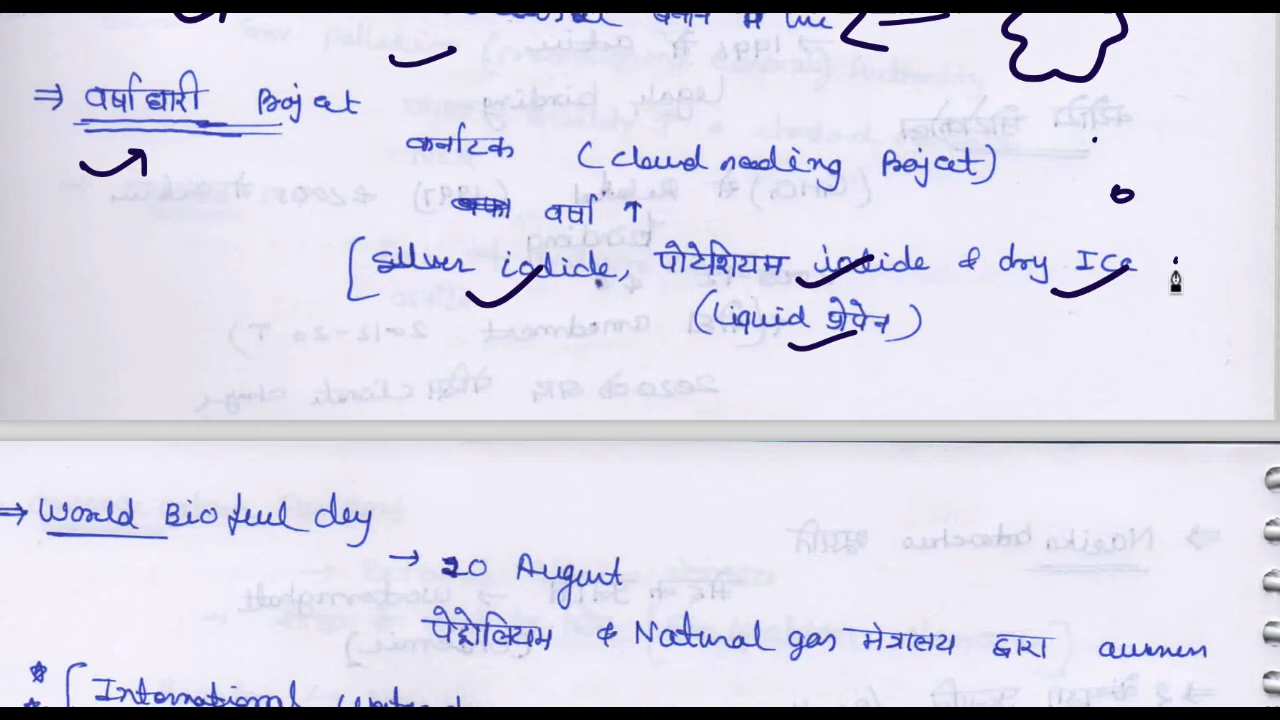 ⇒ वर्षाधारी Project
कर्नाटक (cloud seeding Project)
वर्षा ↑
[Silver iodide, पोटेशियम iodide & dry ICe
(liquid प्रोपेन)
⇒ World Bio fuel day
→ 20 August
पेट्रोलियम & Natural gas मंत्रालय द्वारा
* [International